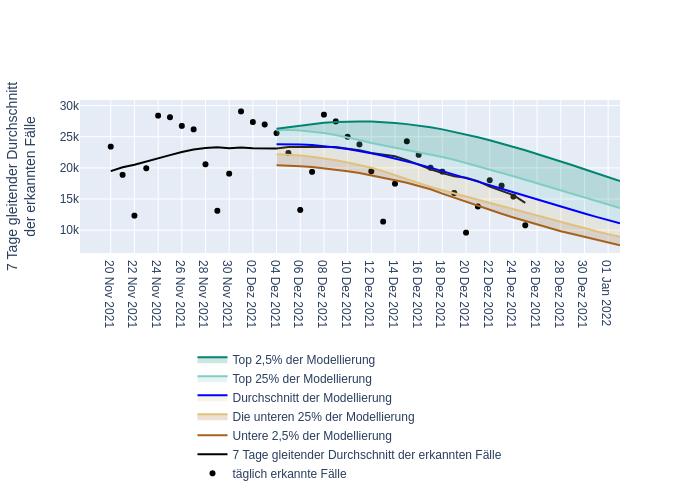 7 Tage gleitender Durchschnitt
der erkannten Fälle
30k
25k
20k
15k
10k
20 Nov 2021
22 Nov 2021
24 Nov 2021
26 Nov 2021
28 Nov 2021
30 Nov 2021
02 Dez 2021
04 Dez 2021
06 Dez 2021
08 Dez 2021
10 Dez 2021
12 Dez 2021
14 Dez 2021
16 Dez 2021
18 Dez 2021
20 Dez 2021
22 Dez 2021
24 Dez 2021
26 Dez 2021
28 Dez 2021
30 Dez 2021
01 Jan 2022
Top 2,5% der Modellierung
Top 25% der Modellierung
Durchschnitt der Modellierung
Die unteren 25% der Modellierung
Untere 2,5% der Modellierung
7 Tage gleitender Durchschnitt der erkannten Fälle
täglich erkannte Fälle